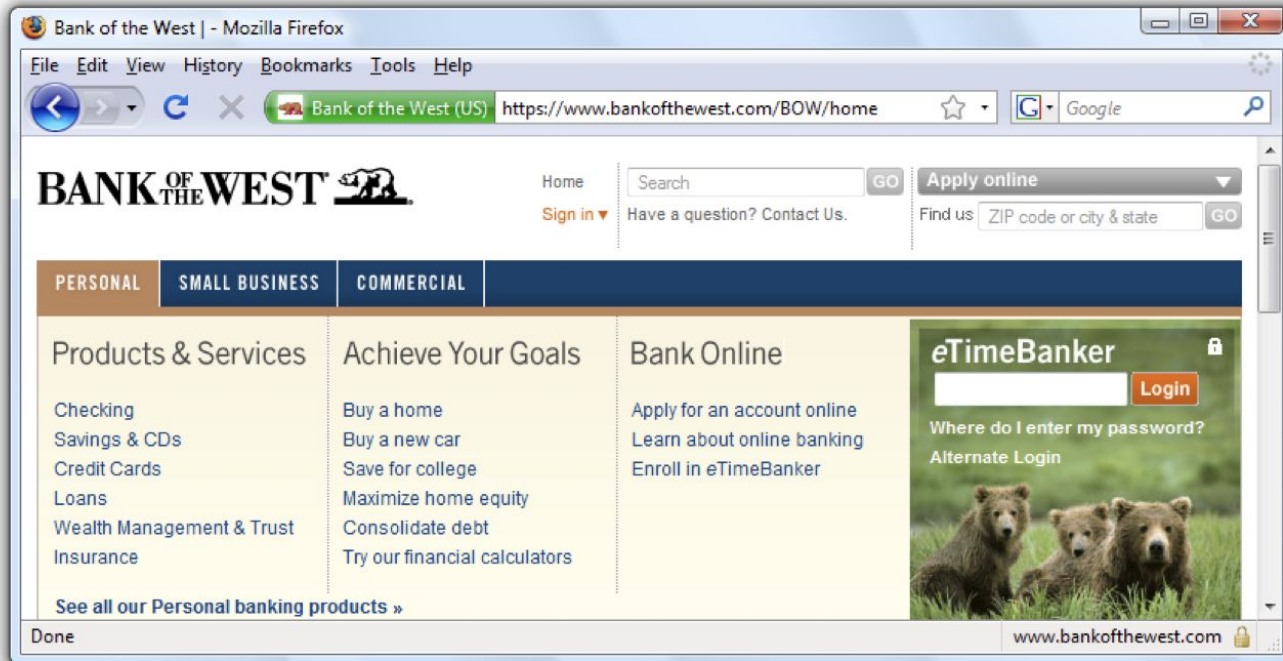 Bank of the West | - Mozilla Firefox
File Edit View History Bookmarks Tools Help
Bank of the West (US) https://www.bankofthewest.com/BOW/home G Google
BANK OF THE WEST
Home Search GO Apply online
Sign in Have a question? Contact Us. Find us ZIP code or city & state GO
PERSONAL SMALL BUSINESS COMMERCIAL
Products & Services
Checking
Savings & CDs
Credit Cards
Loans
Wealth Management & Trust
Insurance
See all our Personal banking products »
Achieve Your Goals
Buy a home
Buy a new car
Save for college
Maximize home equity
Consolidate debt
Try our financial calculators
Bank Online
Apply for an account online
Learn about online banking
Enroll in eTimeBanker
eTimeBanker
Login
Where do I enter my password?
Alternate Login
Done www.bankofthewest.com